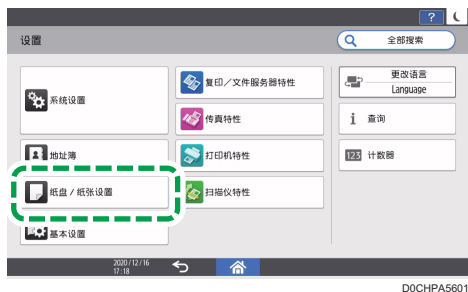 ?
设置
全部搜索
系统设置
复印／文件服务器特性
更改语言
Language
传真特性
i 查询
地址簿
打印机特性
123 计数器
纸盘 / 纸张设置
扫描仪特性
基本设置
2020/12/16
17:18
D0CHPA5601